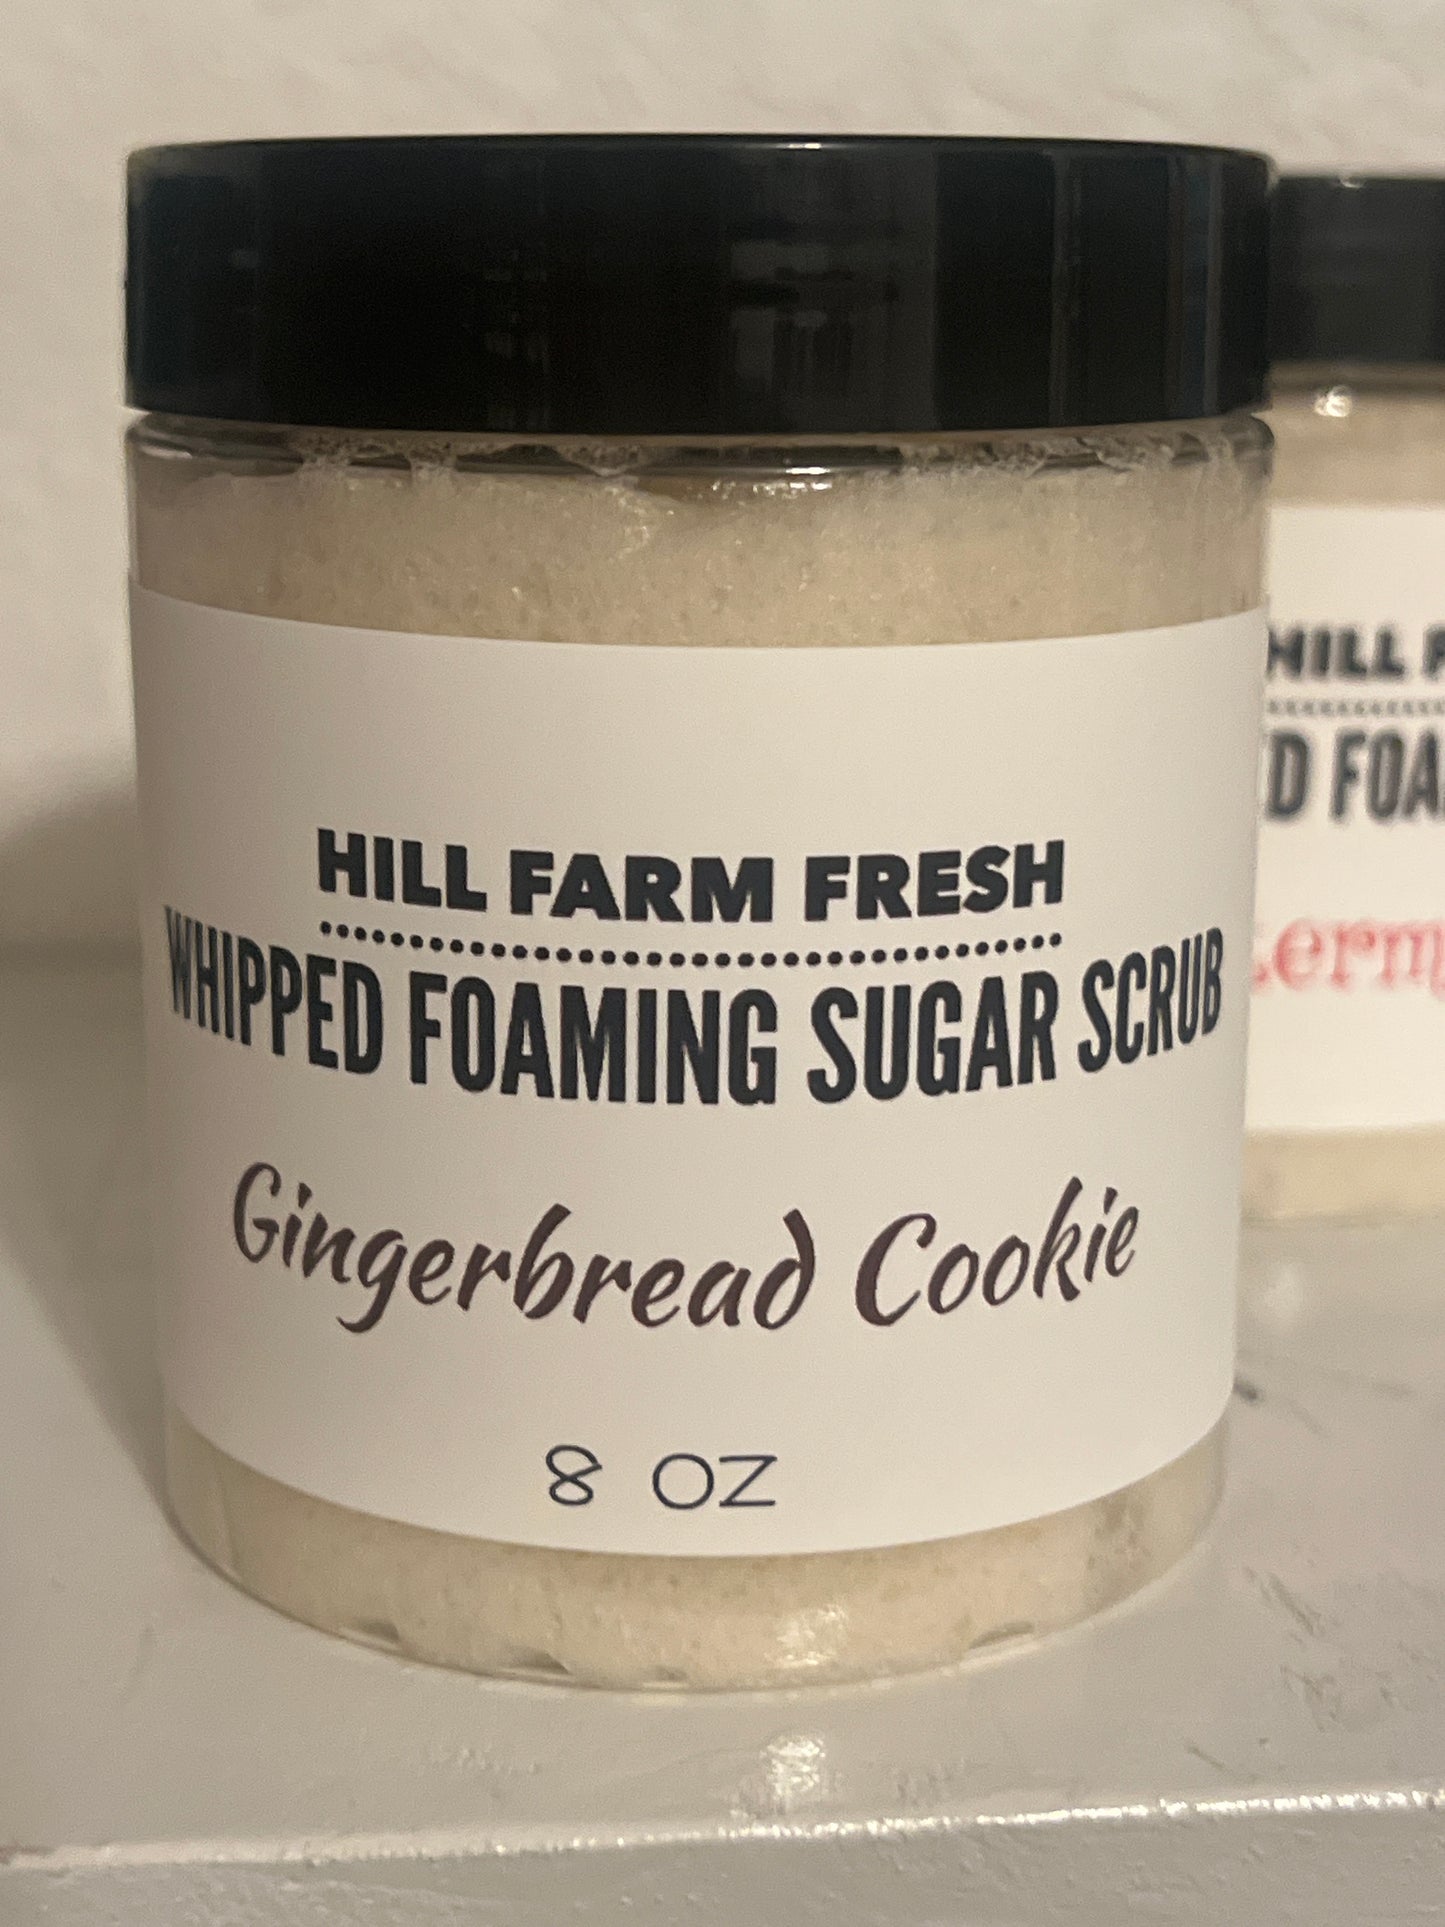 HILL FARM FRESH
WHIPPED FOAMING SUGAR SCRUB
Gingerbread Cookie
8 OZ
HILL
FOA